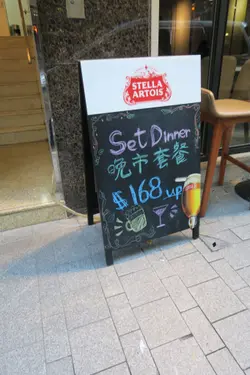 STELLA
ARTOIS
Set Dinner
晚市套餐
$168 up